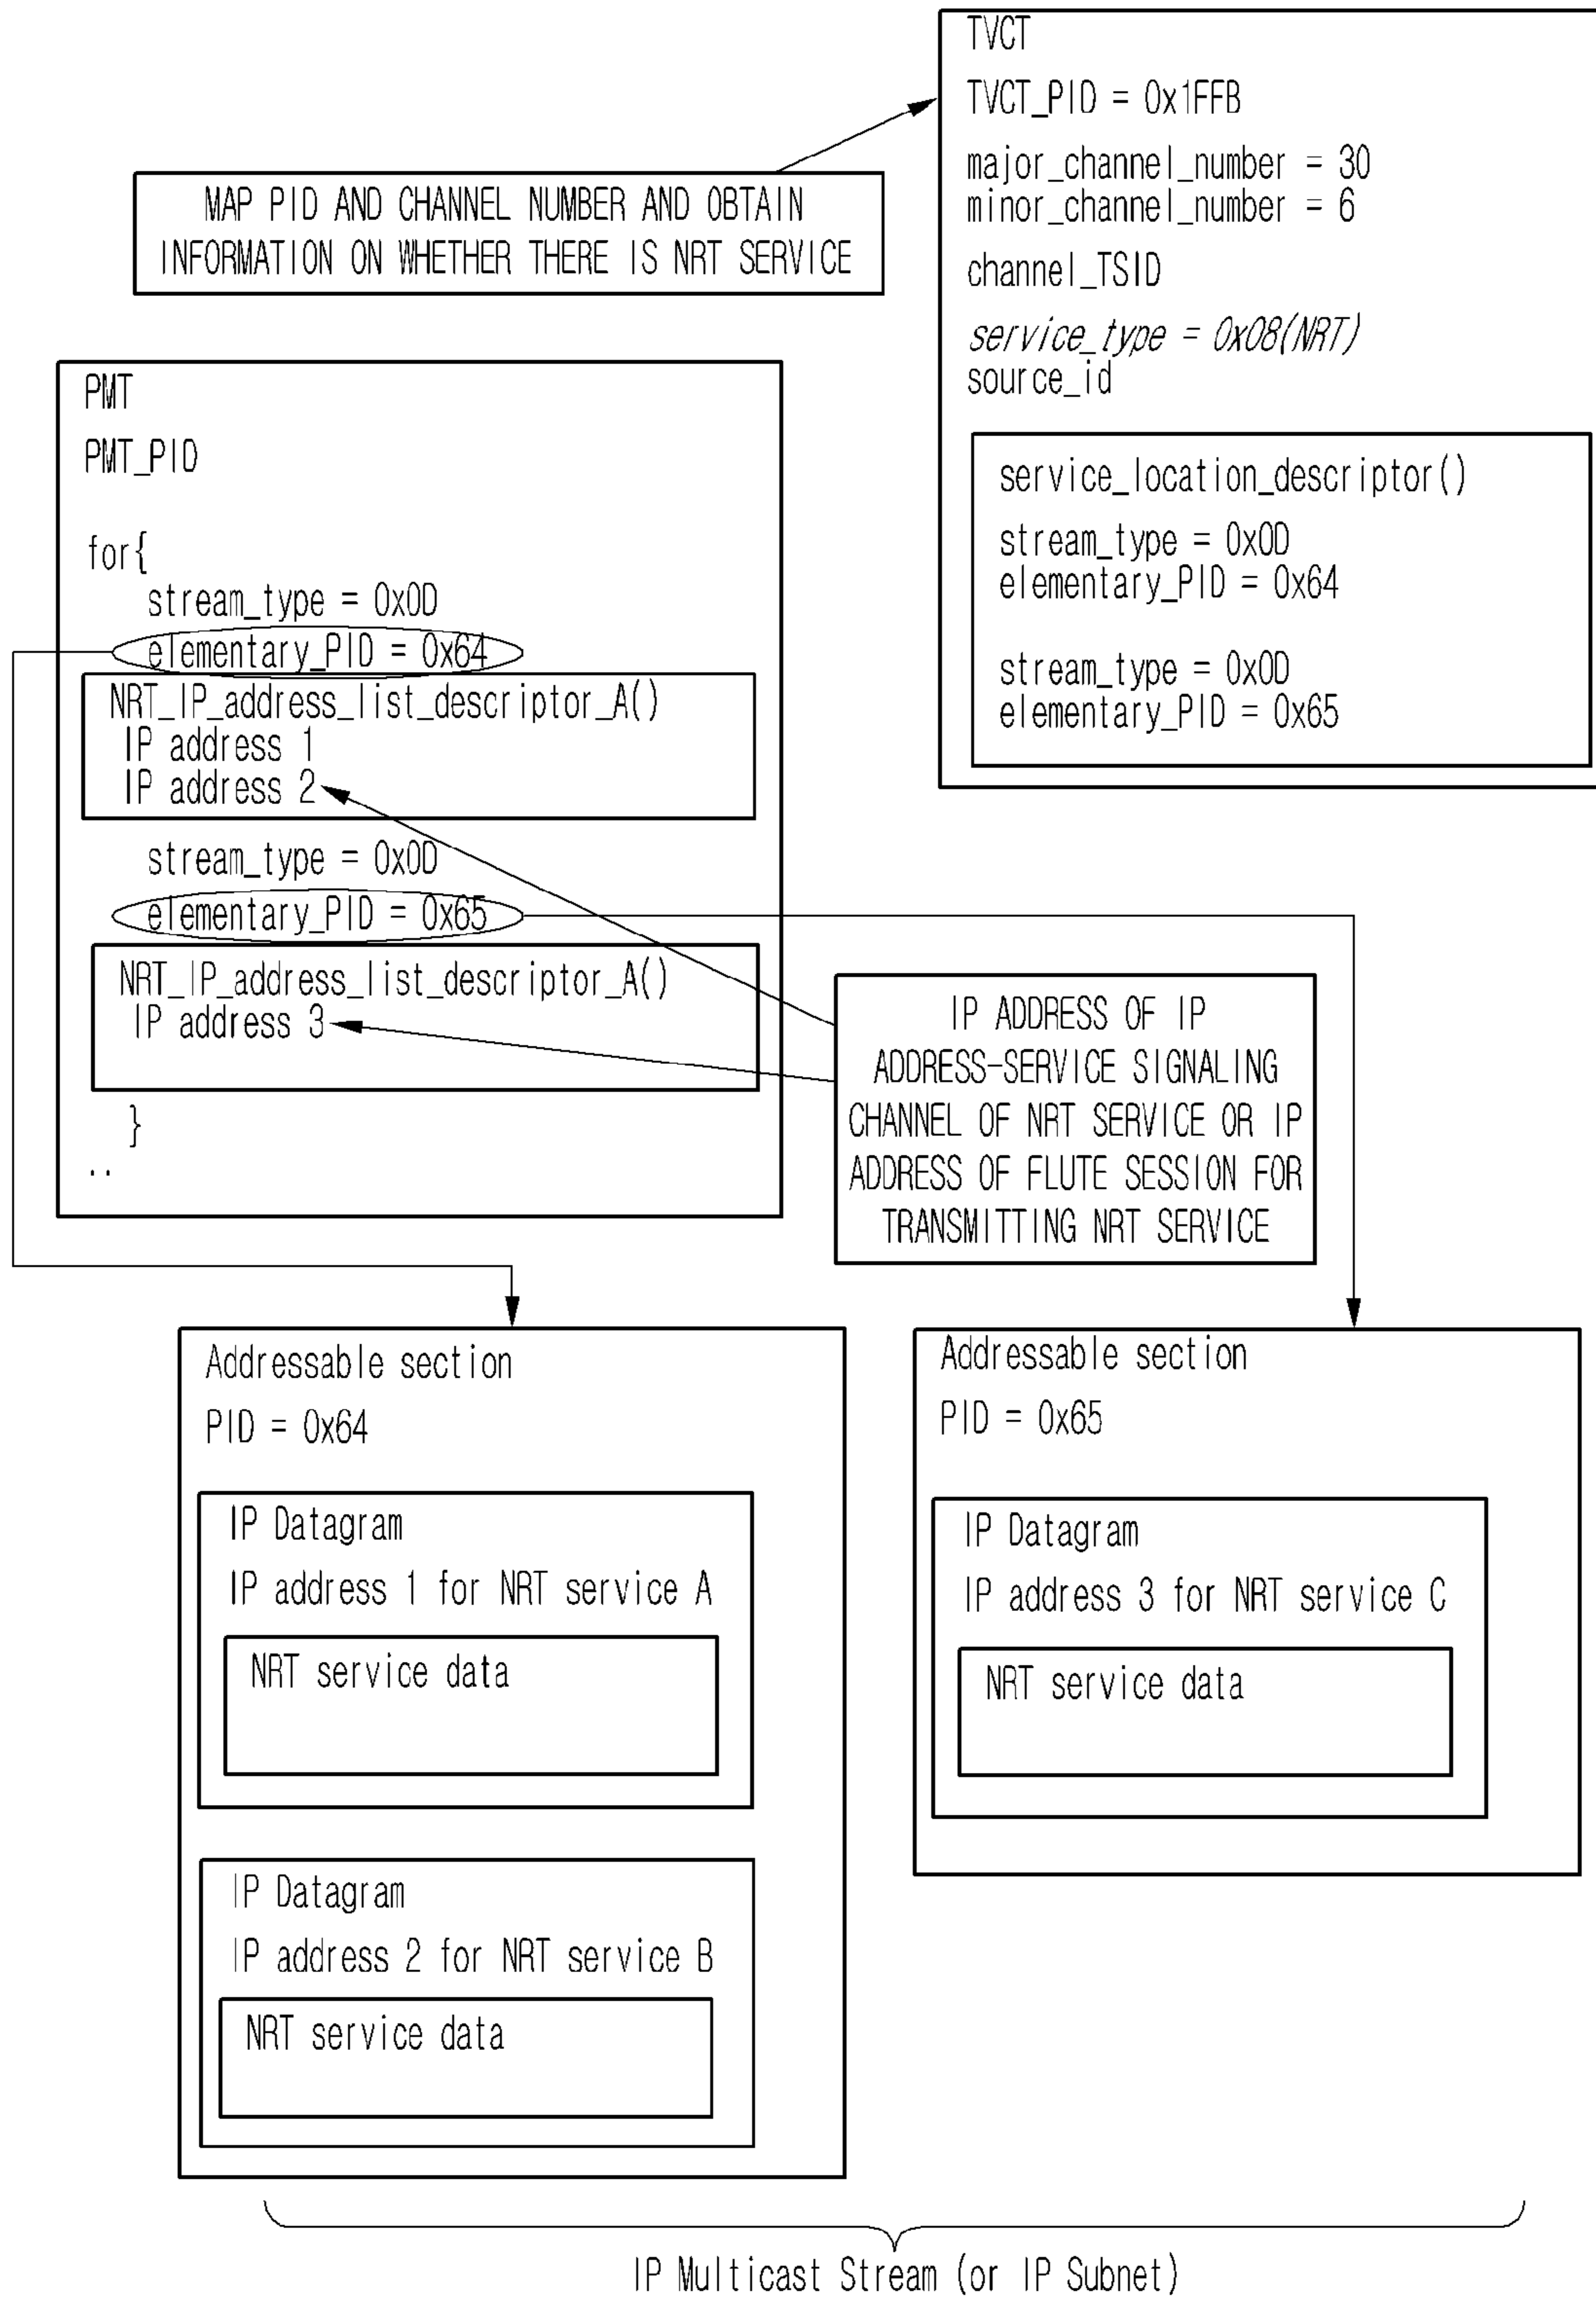 TVCT
TVCT_PID = 0x1FFB
major_channel_number = 30
minor_channel_number = 6
channel_TSID
service_type = 0x08(NRT)
source_id
service_location_descriptor()
stream_type = 0x0D
elementary_PID = 0x64
stream_type = 0x0D
elementary_PID = 0x65
MAP PID AND CHANNEL NUMBER AND OBTAIN
INFORMATION ON WHETHER THERE IS NRT SERVICE
PMT
PMT_PID
for{
stream_type = 0x0D
elementary_PID = 0x64
NRT_IP_address_list_descriptor_A()
IP address 1
IP address 2
stream_type = 0x0D
elementary_PID = 0x65
NRT_IP_address_list_descriptor_A()
IP address 3
}
..
IP ADDRESS OF IP
ADDRESS-SERVICE SIGNALING
CHANNEL OF NRT SERVICE OR IP
ADDRESS OF FLUTE SESSION FOR
TRANSMITTING NRT SERVICE
Addressable section
PID = 0x64
IP Datagram
IP address 1 for NRT service A
NRT service data
IP Datagram
IP address 2 for NRT service B
NRT service data
Addressable section
PID = 0x65
IP Datagram
IP address 3 for NRT service C
NRT service data
IP Multicast Stream (or IP Subnet)